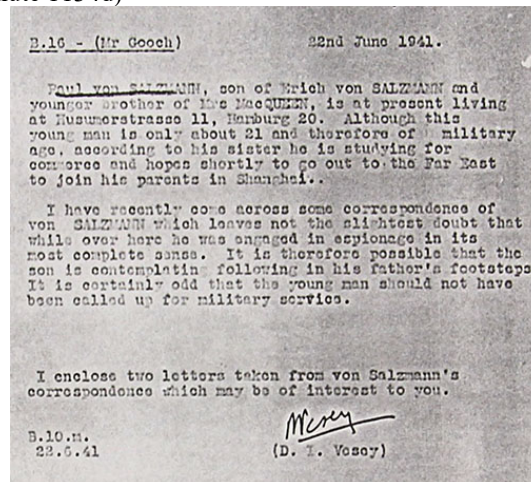 B.16 - (Mr Gooch) 22nd June 1941.
Paul von SALZMANN, son of Erich von SALZMANN and
younger brother of Mrs MacQUEEN, is at present living
at Husumerstrasse 11, Hamburg 20. Although this
young man is only about 21 and therefore of military
age, according to his sister he is studying for
commerce and hopes shortly to go out to the Far East
to join his parents in Shanghai..
I have recently come across some correspondence of
von SALZMANN which leaves not the slightest doubt that
while over here he was engaged in espionage in its
most complete sense. It is therefore possible that the
son is contemplating following in his father's footsteps
It is certainly odd that the young man should not have
been called up for military service.
I enclose two letters taken from von Salzmann's
correspondence which may be of interest to you.
Vesey
B.10.m.
22.6.41 (D. I. Vesey)